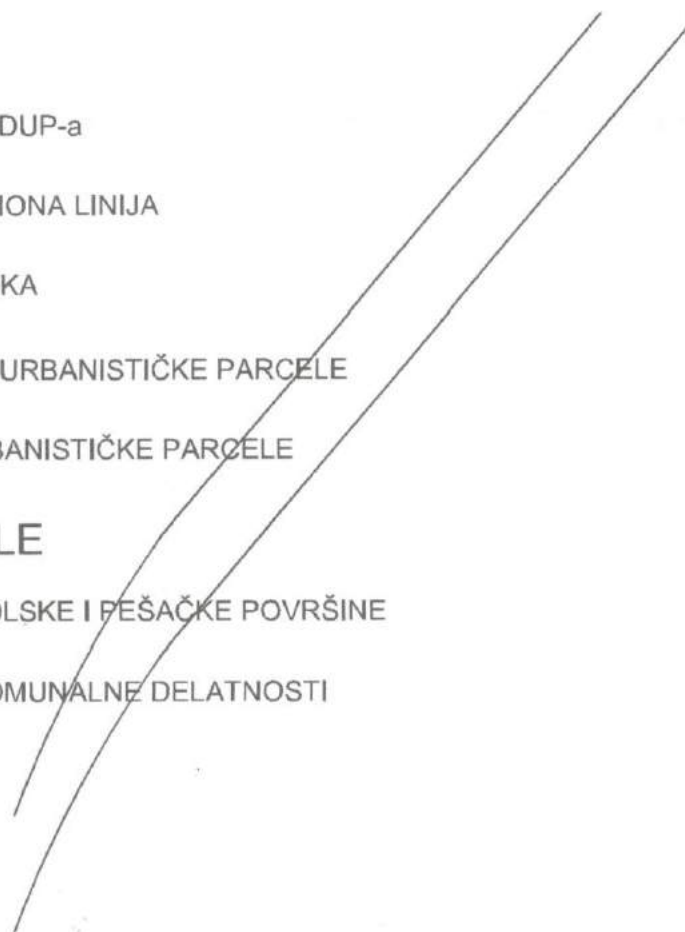 DUP-a
IONA LINIJA
KA
URBANISTIČKE PARCELE
BANISTIČKE PARCELE
LE
OLSKE I PEŠAČKE POVRŠINE
OMUNALNE DELATNOSTI